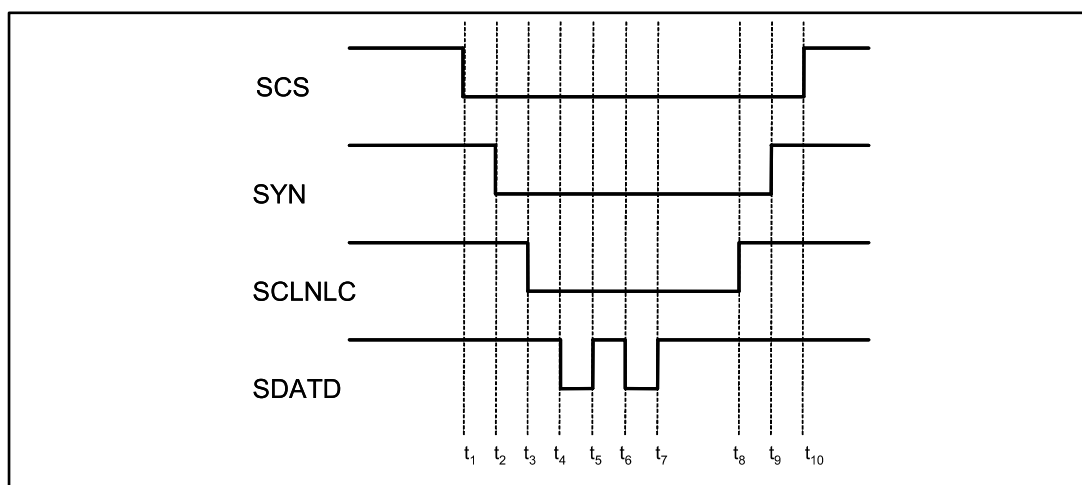 SCS
SYN
SCLNLC
SDATD
t₁ t₂ t₃ t₄ t₅ t₆ t₇ t₈ t₉ t₁₀